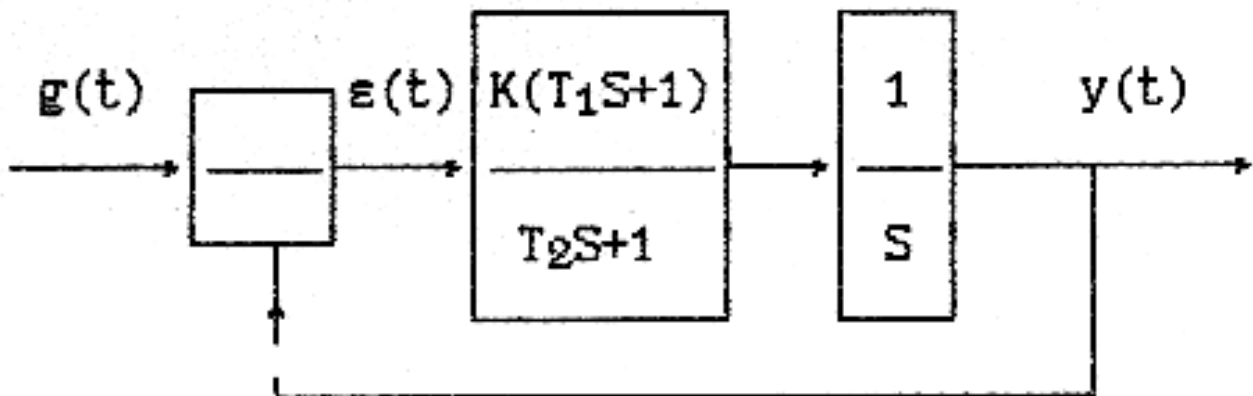 g(t)
ε(t)
K(T₁S+1)
T₂S+1
1
S
y(t)